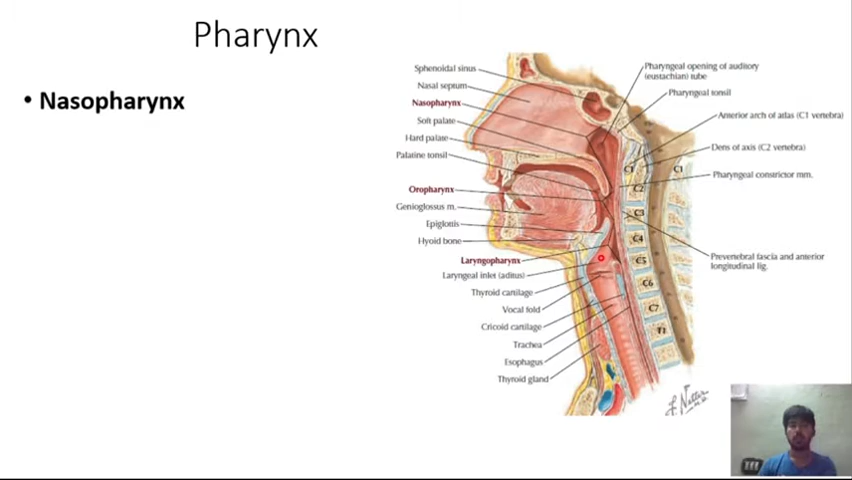 Pharynx
• Nasopharynx
Sphenoidal sinus
Nasal septum
Nasopharynx
Soft palate
Hard palate
Palatine tonsil
Oropharynx
Genioglossus m.
Epiglottis
Hyoid bone
Laryngopharynx
Laryngeal inlet (aditus)
Thyroid cartilage
Vocal fold
Cricoid cartilage
Trachea
Esophagus
Thyroid gland
Pharyngeal opening of auditory
(eustachian) tube
Pharyngeal tonsil
Anterior arch of atlas (C1 vertebra)
Dens of axis (C2 vertebra)
Pharyngeal constrictor mm.
Prevertebral fascia and anterior
longitudinal lig.
C1
C1
C2
C3
C4
C5
C6
C7
T1
F. Netter
M.D.